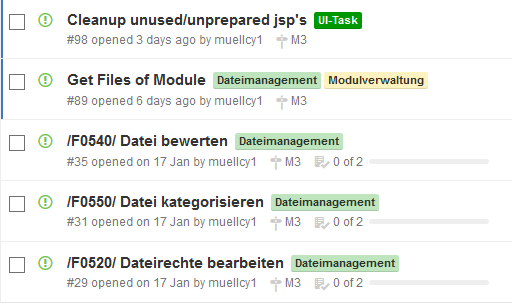 Cleanup unused/unprepared jsp's UI-Task
#98 opened 3 days ago by muellcy1 M3
Get Files of Module Dateimanagement Modulverwaltung
#89 opened 6 days ago by muellcy1 M3
/F0540/ Datei bewerten Dateimanagement
#35 opened on 17 Jan by muellcy1 M3 0 of 2
/F0550/ Datei kategorisieren Dateimanagement
#31 opened on 17 Jan by muellcy1 M3 0 of 2
/F0520/ Dateirechte bearbeiten Dateimanagement
#29 opened on 17 Jan by muellcy1 M3 0 of 2